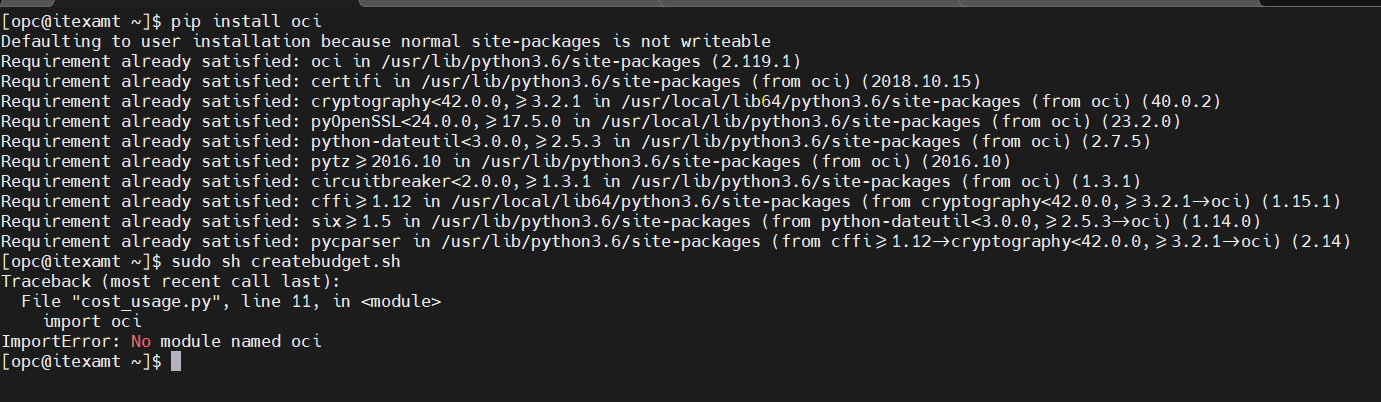 [opc@itexamt ~]$ pip install oci
Defaulting to user installation because normal site-packages is not writeable
Requirement already satisfied: oci in /usr/lib/python3.6/site-packages (2.119.1)
Requirement already satisfied: certifi in /usr/lib/python3.6/site-packages (from oci) (2018.10.15)
Requirement already satisfied: cryptography<42.0.0,≥3.2.1 in /usr/local/lib64/python3.6/site-packages (from oci) (40.0.2)
Requirement already satisfied: pyOpenSSL<24.0.0,≥17.5.0 in /usr/local/lib/python3.6/site-packages (from oci) (23.2.0)
Requirement already satisfied: python-dateutil<3.0.0,≥2.5.3 in /usr/lib/python3.6/site-packages (from oci) (2.7.5)
Requirement already satisfied: pytz≥2016.10 in /usr/lib/python3.6/site-packages (from oci) (2016.10)
Requirement already satisfied: circuitbreaker<2.0.0,≥1.3.1 in /usr/lib/python3.6/site-packages (from oci) (1.3.1)
Requirement already satisfied: cffi≥1.12 in /usr/local/lib64/python3.6/site-packages (from cryptography<42.0.0,≥3.2.1→oci) (1.15.1)
Requirement already satisfied: six≥1.5 in /usr/lib/python3.6/site-packages (from python-dateutil<3.0.0,≥2.5.3→oci) (1.14.0)
Requirement already satisfied: pycparser in /usr/lib/python3.6/site-packages (from cffi≥1.12→cryptography<42.0.0,≥3.2.1→oci) (2.14)
[opc@itexamt ~]$ sudo sh createbudget.sh
Traceback (most recent call last):
  File "cost_usage.py", line 11, in <module>
    import oci
ImportError: No module named oci
[opc@itexamt ~]$